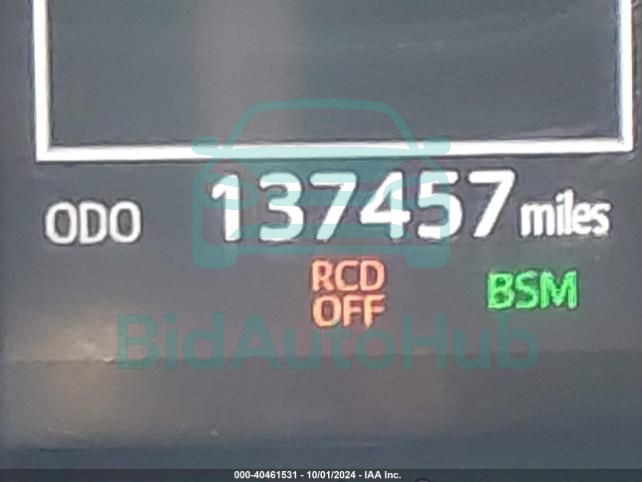 ODO 137457 miles
RCD BSM
OFF
BidAutoHub
000-40461531 - 10/01/2024 - IAA Inc.